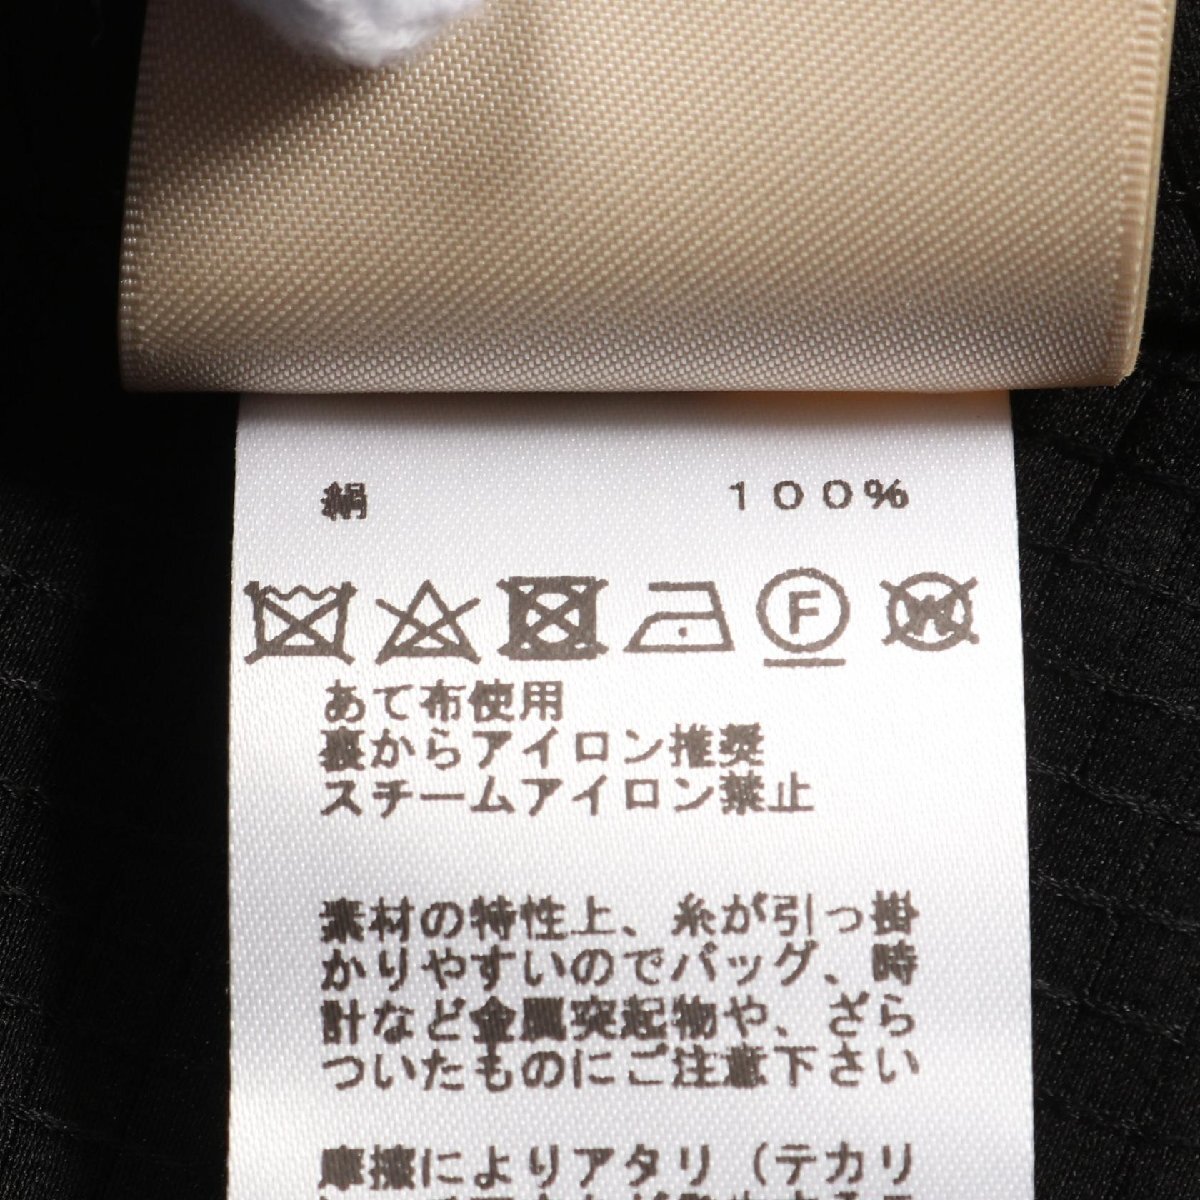 絹 １００％
F W
あて布使用
裏からアイロン推奨
スチームアイロン禁止
素材の特性上、糸が引っ掛
かりやすいのでバッグ、時
計など金属突起物や、ざら
ついたものにご注意下さい
摩擦によりアタリ（テカリ